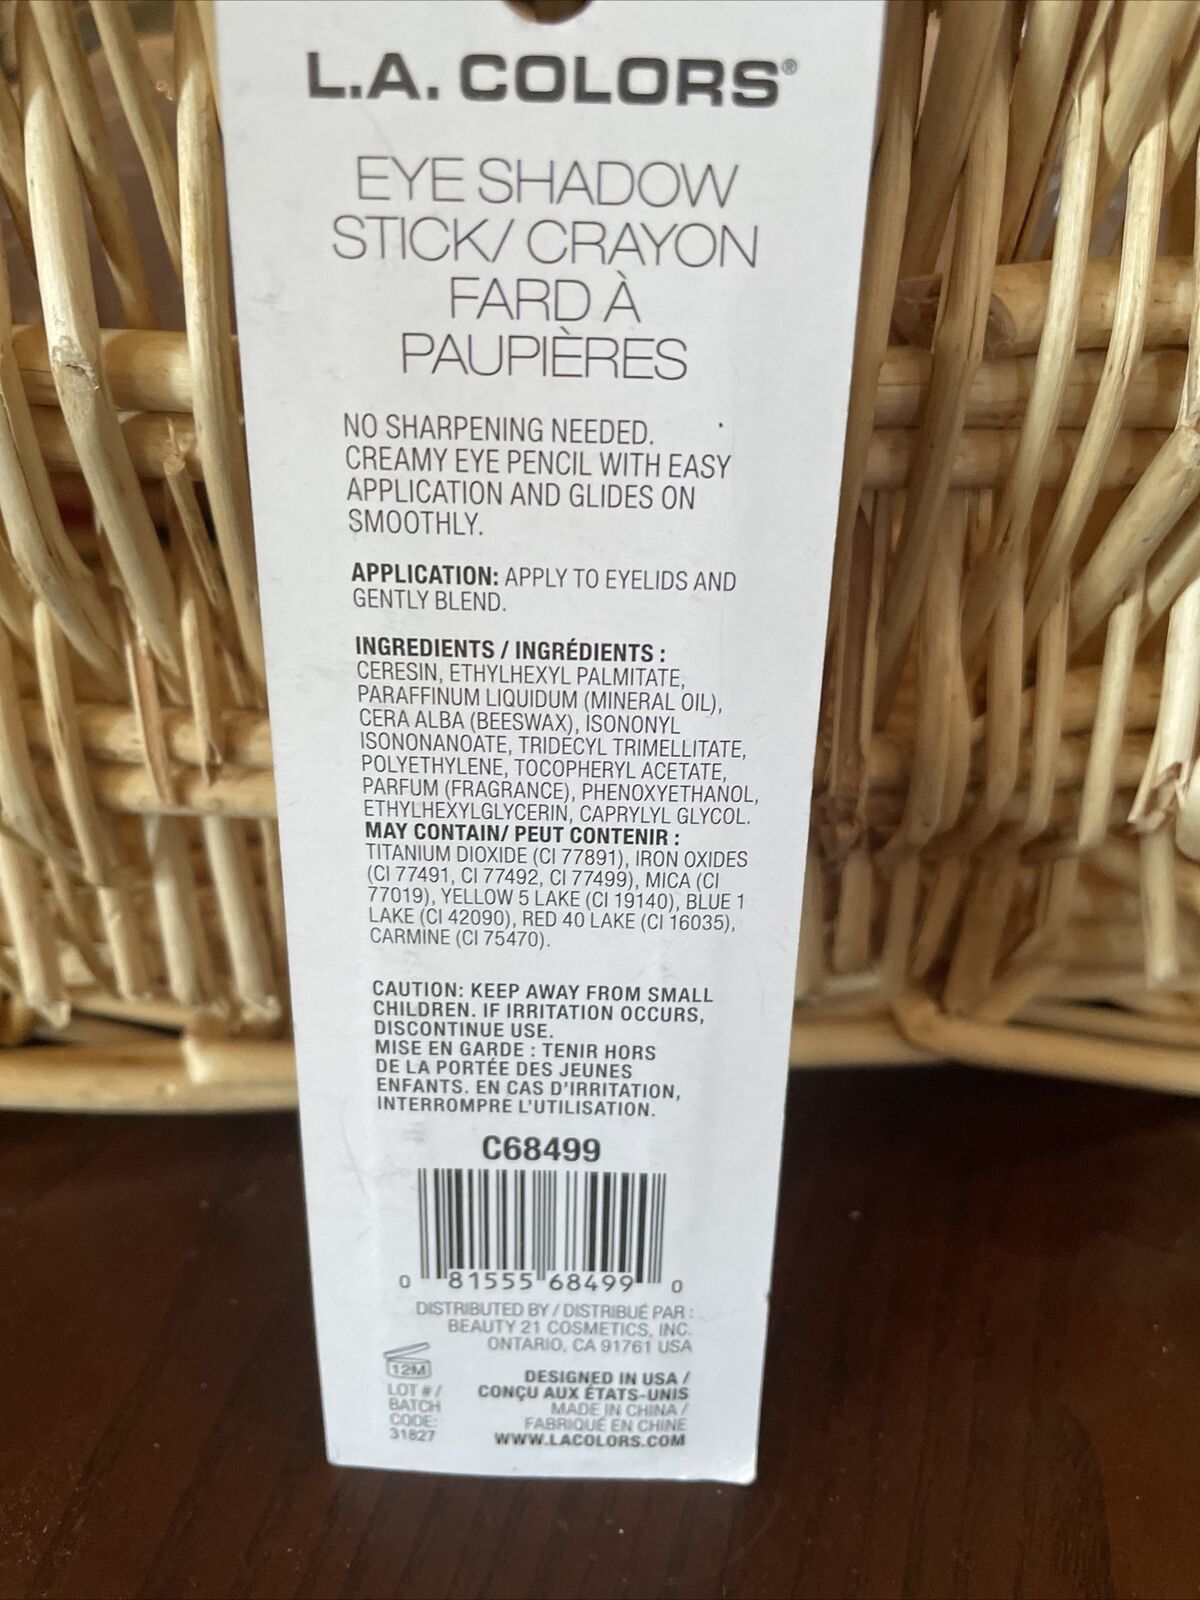 L.A. COLORS®
EYE SHADOW
STICK/ CRAYON
FARD À
PAUPIÈRES
NO SHARPENING NEEDED.
CREAMY EYE PENCIL WITH EASY
APPLICATION AND GLIDES ON
SMOOTHLY.
APPLICATION: APPLY TO EYELIDS AND
GENTLY BLEND.
INGREDIENTS / INGRÉDIENTS :
CERESIN, ETHYLHEXYL PALMITATE,
PARAFFINUM LIQUIDUM (MINERAL OIL),
CERA ALBA (BEESWAX), ISONONYL
ISONONANOATE, TRIDECYL TRIMELLITATE,
POLYETHYLENE, TOCOPHERYL ACETATE,
PARFUM (FRAGRANCE), PHENOXYETHANOL,
ETHYLHEXYLGLYCERIN, CAPRYLYL GLYCOL.
MAY CONTAIN/ PEUT CONTENIR :
TITANIUM DIOXIDE (CI 77891), IRON OXIDES
(CI 77491, CI 77492, CI 77499), MICA (CI
77019), YELLOW 5 LAKE (CI 19140), BLUE 1
LAKE (CI 42090), RED 40 LAKE (CI 16035),
CARMINE (CI 75470).
CAUTION: KEEP AWAY FROM SMALL
CHILDREN. IF IRRITATION OCCURS,
DISCONTINUE USE.
MISE EN GARDE : TENIR HORS
DE LA PORTÉE DES JEUNES
ENFANTS. EN CAS D'IRRITATION,
INTERROMPRE L'UTILISATION.
C68499
0 81555 68499 0
DISTRIBUTED BY / DISTRIBUÉ PAR :
BEAUTY 21 COSMETICS, INC.
ONTARIO, CA 91761 USA
12M
LOT # /
BATCH
CODE:
31827
DESIGNED IN USA /
CONÇU AUX ÉTATS-UNIS
MADE IN CHINA /
FABRIQUÉ EN CHINE
WWW.LACOLORS.COM